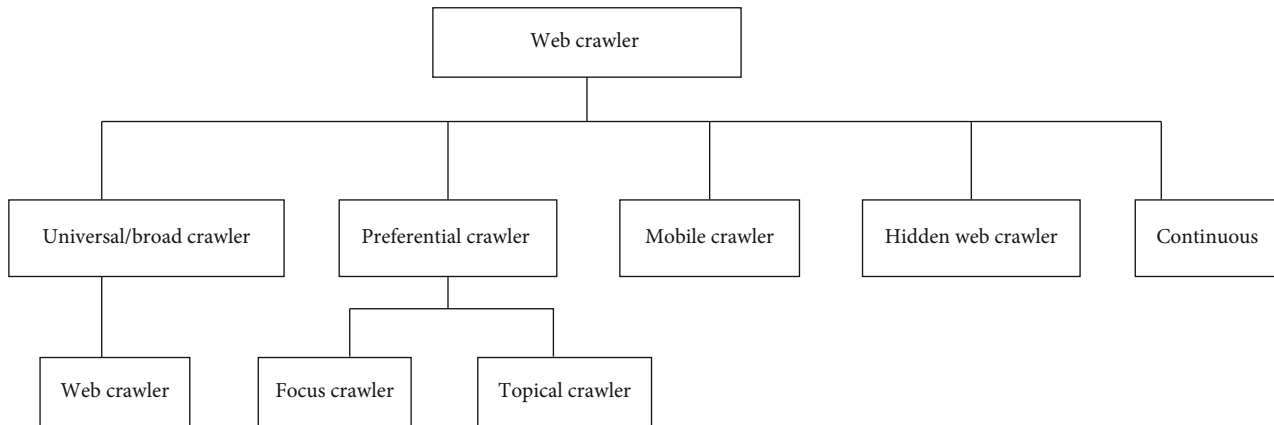 Web crawler
Universal/broad crawler
Preferential crawler
Mobile crawler
Hidden web crawler
Continuous
Web crawler
Focus crawler
Topical crawler